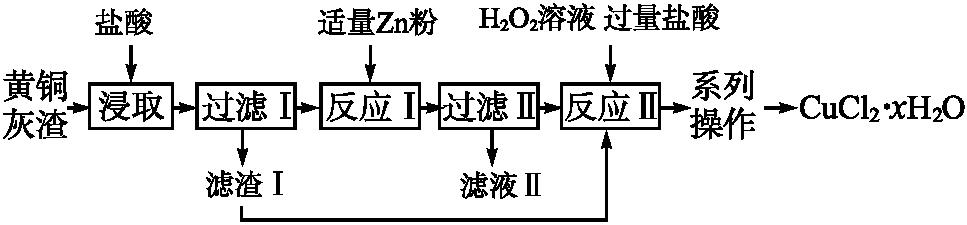 盐酸
适量Zn粉
H₂O₂溶液 过量盐酸
黄铜
灰渣
浸取
过滤Ⅰ
反应Ⅰ
过滤Ⅱ
反应Ⅱ
系列
操作
CuCl₂·xH₂O
滤渣Ⅰ
滤液Ⅱ